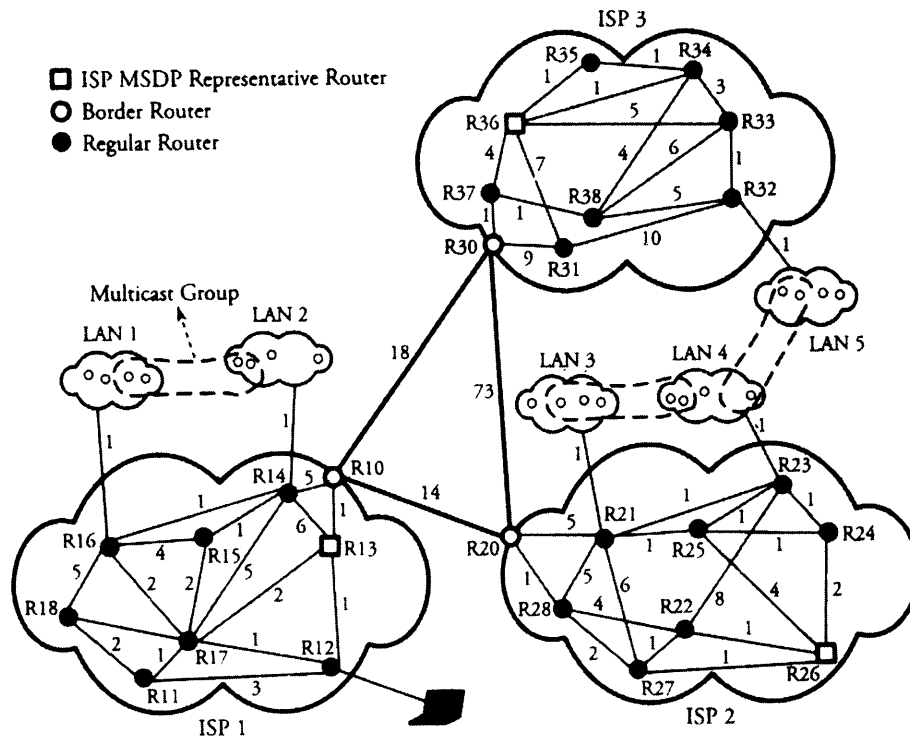 ISP 3
ISP MSDP Representative Router
Border Router
Regular Router
R35
1
R34
1
1
3
R36
5
R33
4
7
4
6
1
R37
R38
5
R32
1
1
10
R30
9
R31
1
Multicast Group
LAN 1
LAN 2
LAN 3
LAN 4
LAN 5
18
73
1
1
1
1
R14
5
R10
14
R23
1
1
6
1
R20
5
R21
1
1
1
R24
R16
4
R15
R13
1
R25
1
5
2
2
5
2
1
1
5
6
4
2
R18
R28
4
R22
8
2
R17
1
R12
2
1
1
1
R26
1
R11
3
R27
ISP 1
ISP 2